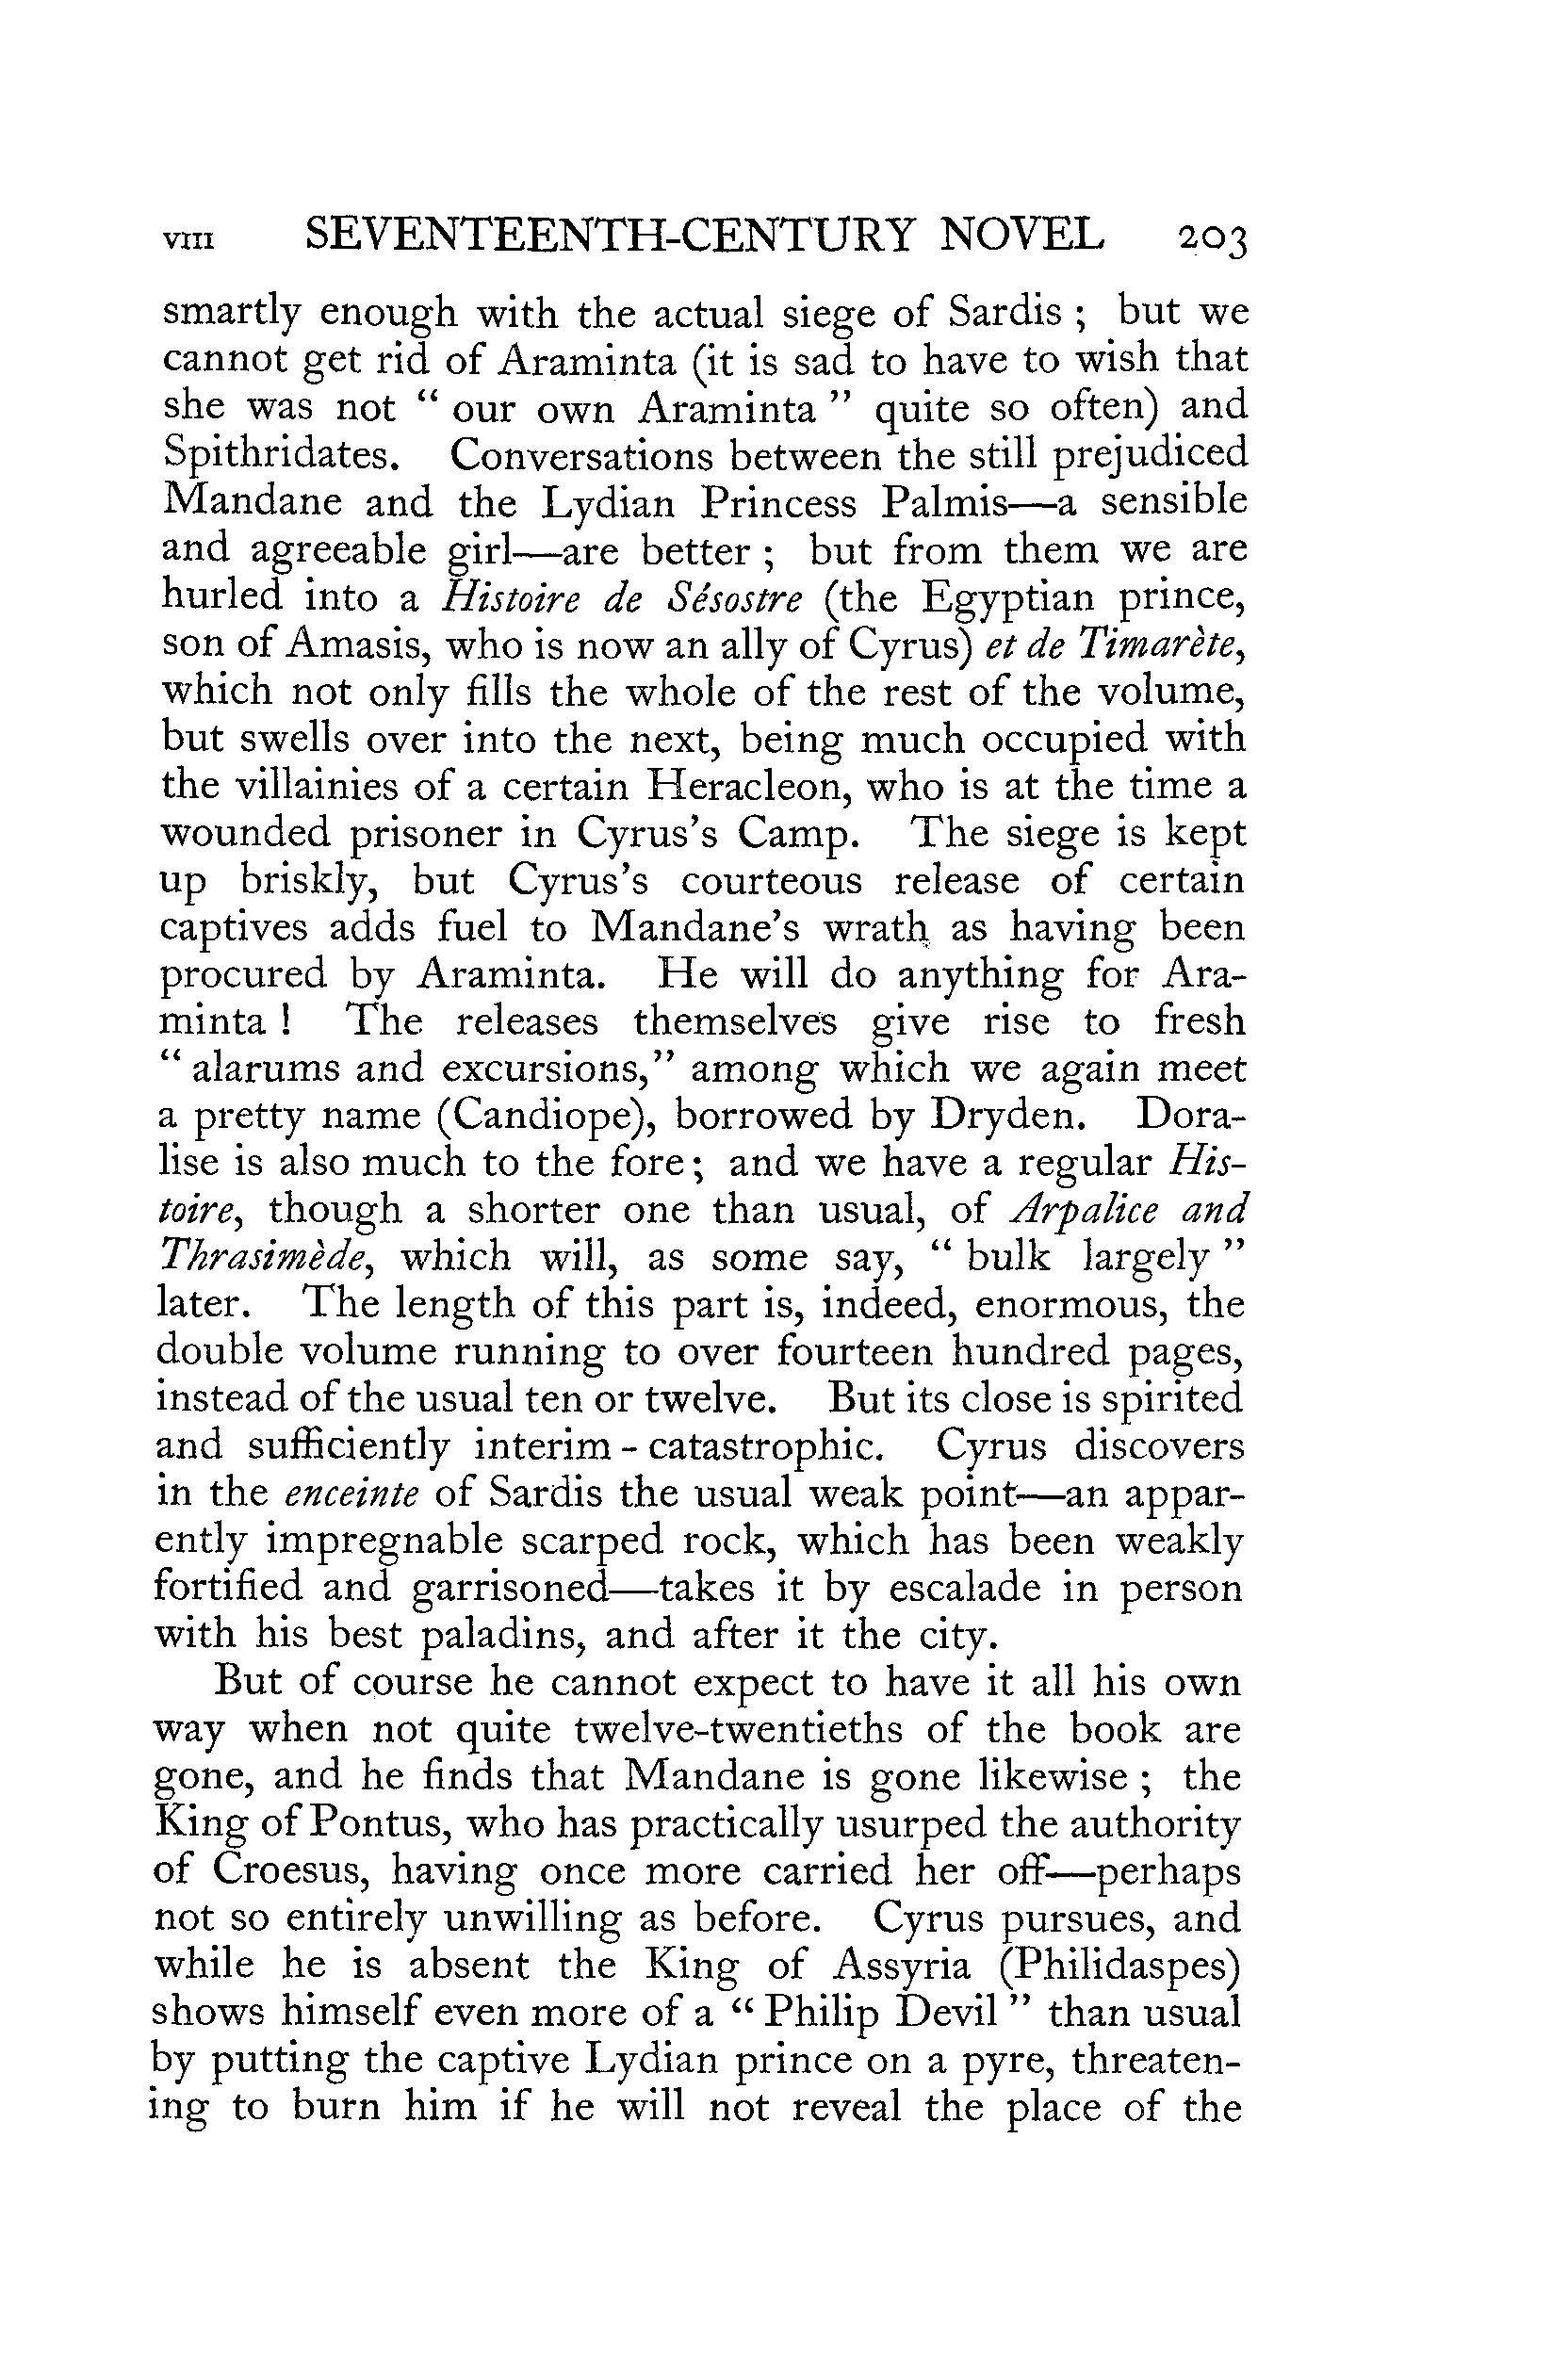 VIII SEVENTEENTH-CENTURY NOVEL 203
smartly enough with the actual siege of Sardis ; but we
cannot get rid of Araminta (it is sad to have to wish that
she was not “ our own Araminta ” quite so often) and
Spithridates. Conversations between the still prejudiced
Mandane and the Lydian Princess Palmis—a sensible
and agreeable girl—are better ; but from them we are
hurled into a Histoire de Sésostre (the Egyptian prince,
son of Amasis, who is now an ally of Cyrus) et de Timarète,
which not only fills the whole of the rest of the volume,
but swells over into the next, being much occupied with
the villainies of a certain Heracleon, who is at the time a
wounded prisoner in Cyrus’s Camp. The siege is kept
up briskly, but Cyrus’s courteous release of certain
captives adds fuel to Mandane’s wrath as having been
procured by Araminta. He will do anything for Ara-
minta ! The releases themselves give rise to fresh
“ alarums and excursions,” among which we again meet
a pretty name (Candiope), borrowed by Dryden. Dora-
lise is also much to the fore ; and we have a regular His-
toire, though a shorter one than usual, of Arpalice and
Thrasimède, which will, as some say, “ bulk largely ”
later. The length of this part is, indeed, enormous, the
double volume running to over fourteen hundred pages,
instead of the usual ten or twelve. But its close is spirited
and sufficiently interim - catastrophic. Cyrus discovers
in the enceinte of Sardis the usual weak point—an appar-
ently impregnable scarped rock, which has been weakly
fortified and garrisoned—takes it by escalade in person
with his best paladins, and after it the city.
But of course he cannot expect to have it all his own
way when not quite twelve-twentieths of the book are
gone, and he finds that Mandane is gone likewise ; the
King of Pontus, who has practically usurped the authority
of Croesus, having once more carried her off—perhaps
not so entirely unwilling as before. Cyrus pursues, and
while he is absent the King of Assyria (Philidaspes)
shows himself even more of a “ Philip Devil ” than usual
by putting the captive Lydian prince on a pyre, threaten-
ing to burn him if he will not reveal the place of the